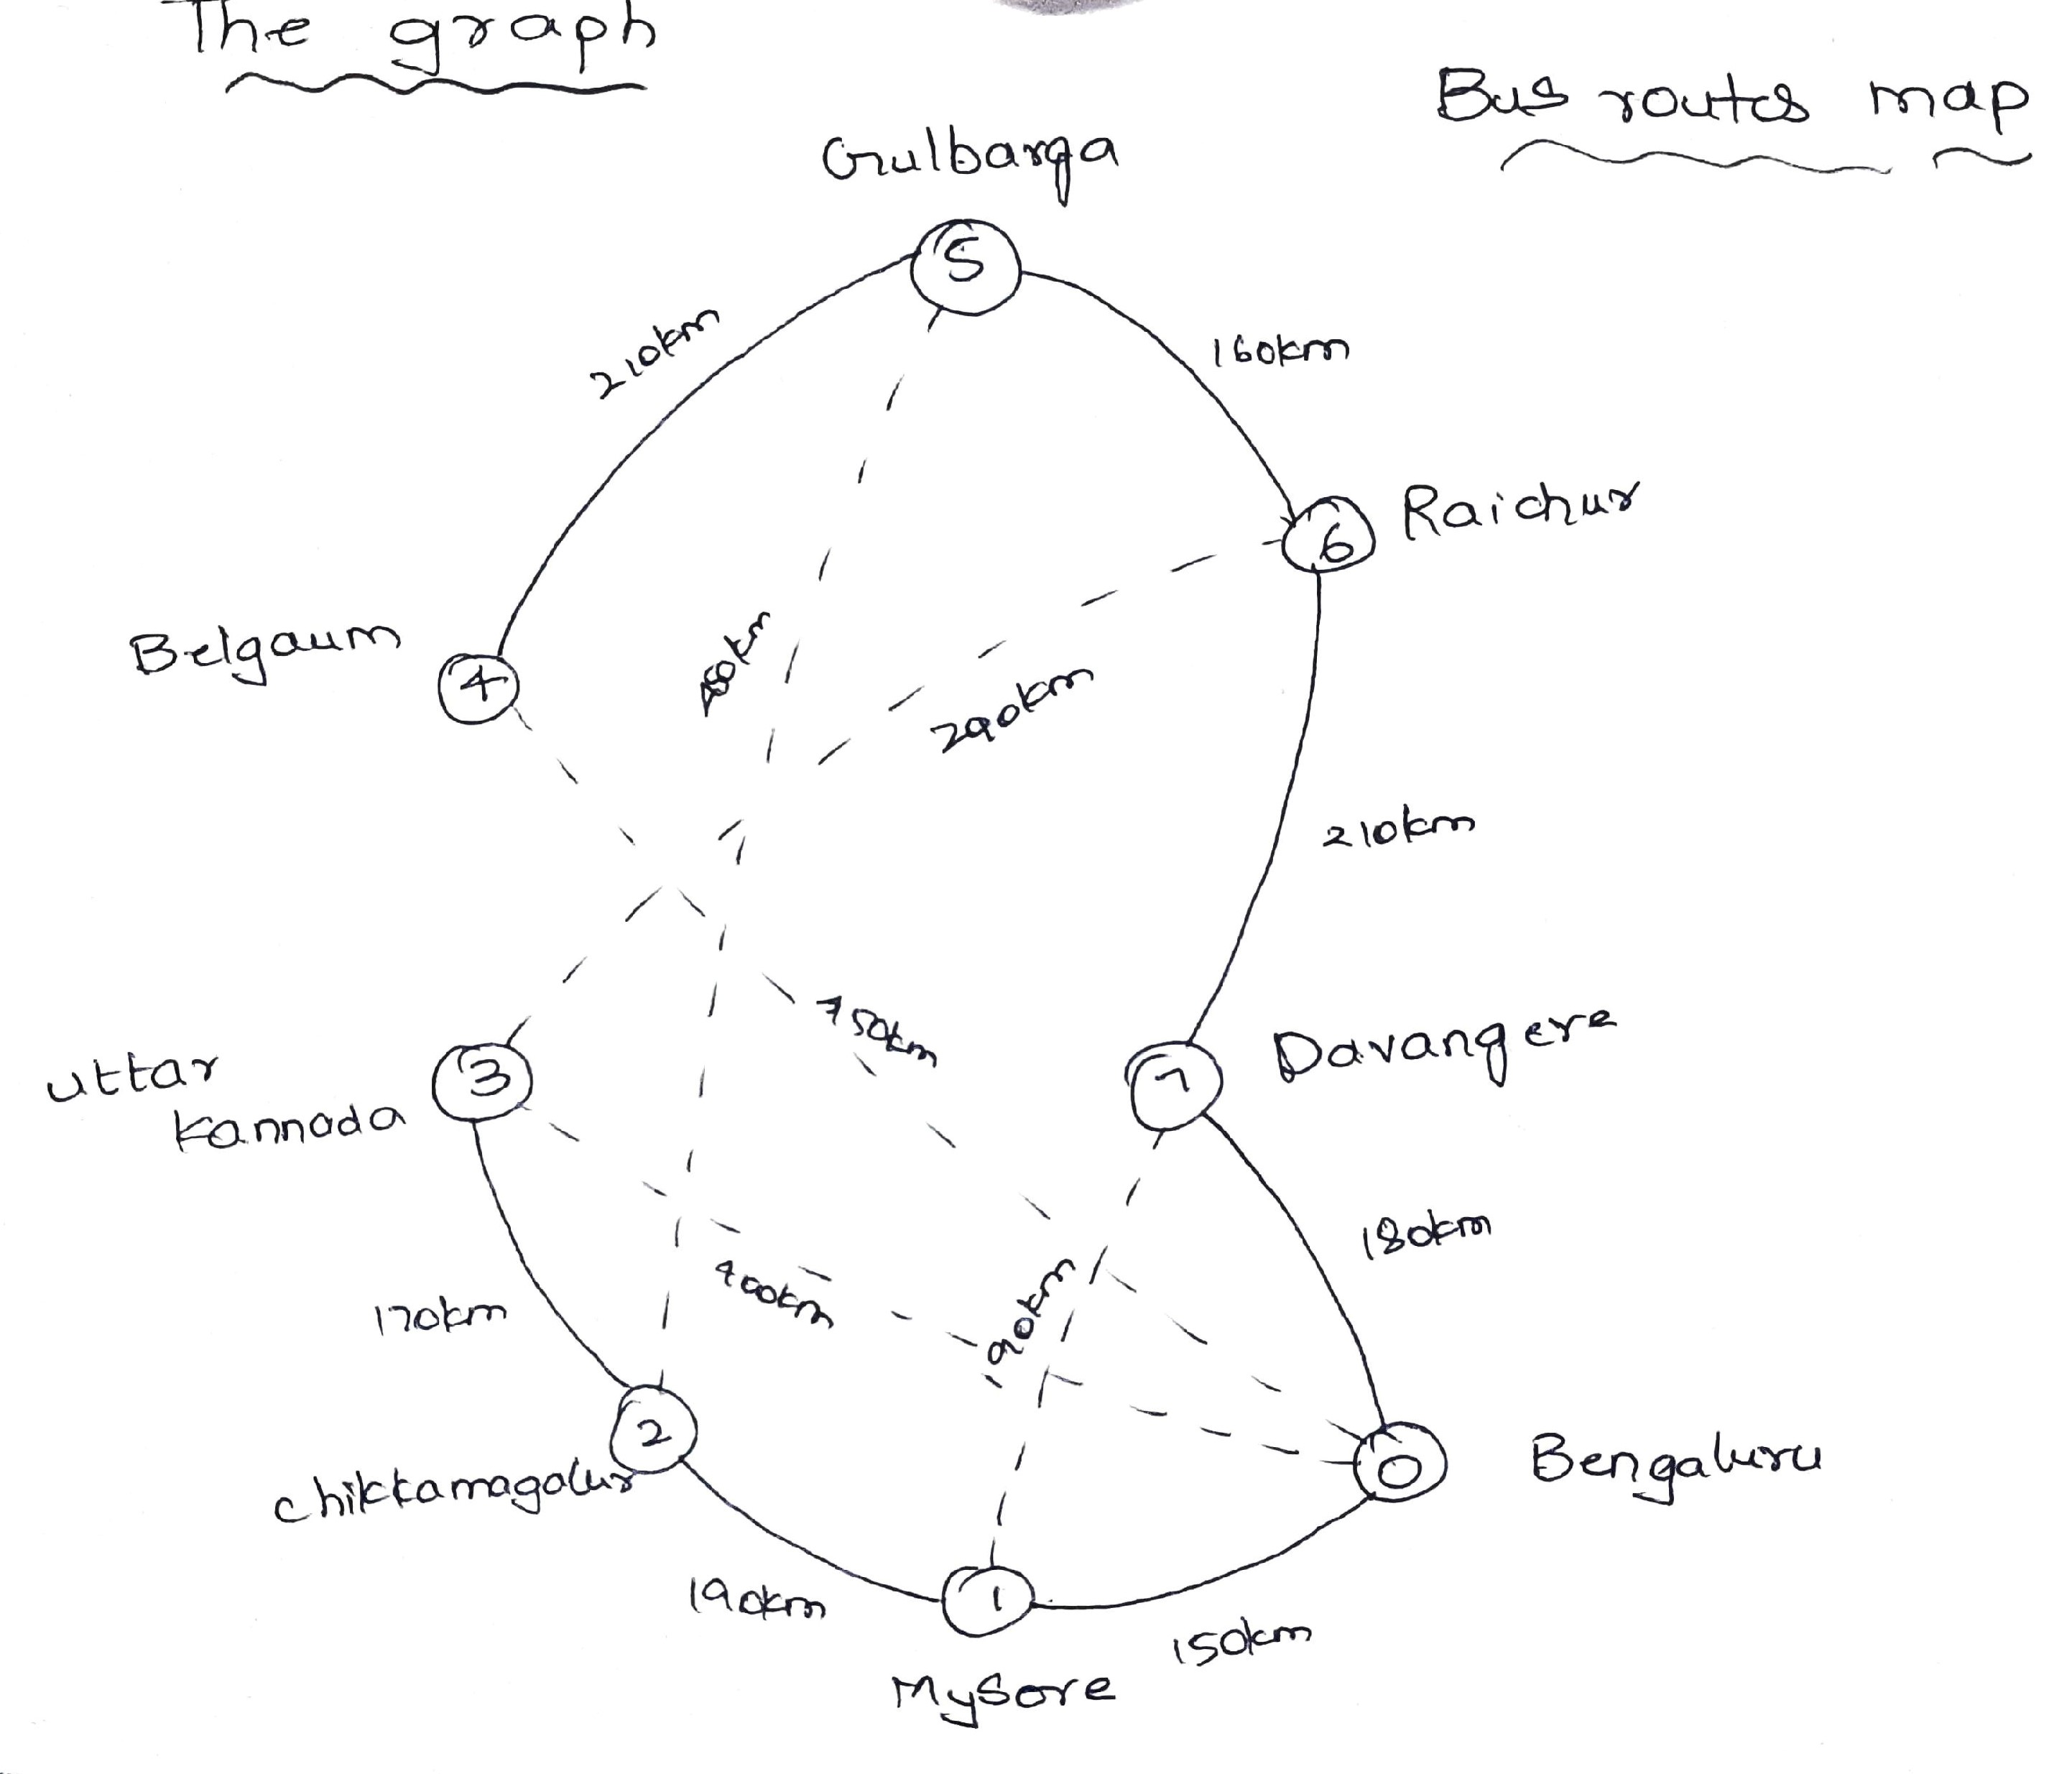 The graph
Bus routes map
Gulbarga
5
210km
160km
Raichur
6
Belgaum
4
290km
210km
750km
Davangere
7
uttar
kannada
3
180km
400km
90km
170km
2
chikkamagalur
0
Bengaluru
190km
1
150km
Mysore